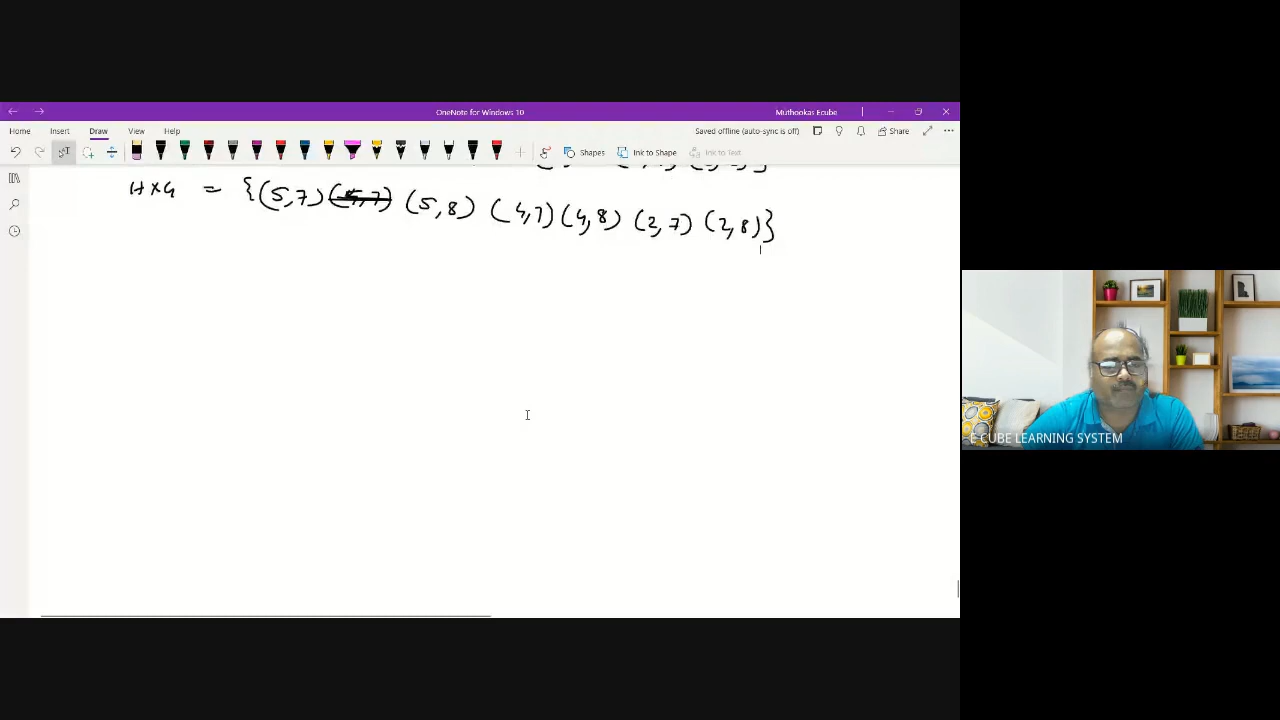 OneNote for Windows 10
Muthookas Ecube
Home Insert Draw View Help
Saved offline (auto-sync is off)
Share
Shapes
Ink to Shape
Ink to Text
H×G = {(5,7) (4,7) (5,8) (4,7) (4,8) (2,7) (2,8)}
E CUBE LEARNING SYSTEM